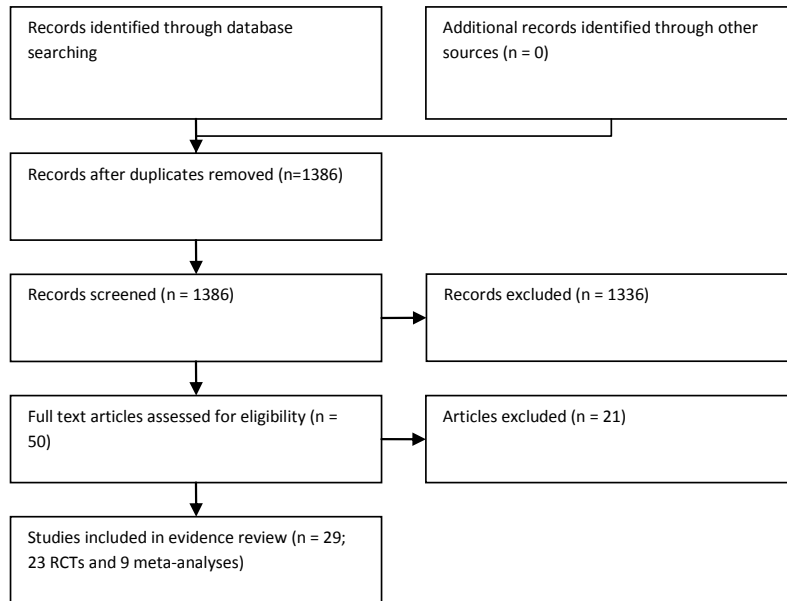 Records identified through database
searching
Additional records identified through other
sources (n = 0)
Records after duplicates removed (n=1386)
Records screened (n = 1386)
Records excluded (n = 1336)
Full text articles assessed for eligibility (n =
50)
Articles excluded (n = 21)
Studies included in evidence review (n = 29;
23 RCTs and 9 meta-analyses)